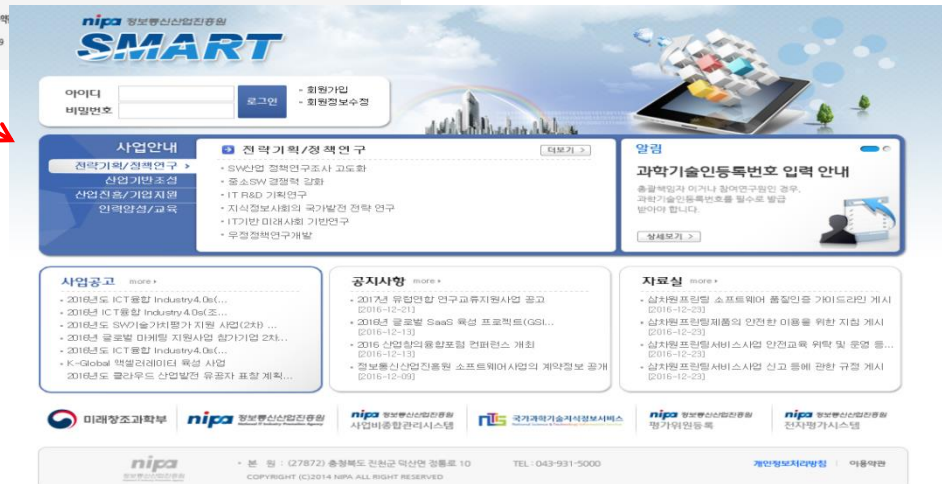 nipa 정보통신산업진흥원
SMART
아이디
비밀번호
로그인
- 회원가입
- 회원정보수정
사업안내
전략기획/정책연구 >
산업기반조성
산업진흥/기업지원
인력양성/교육
전략기획/정책연구
더보기 >
· SW산업 정책연구조사 고도화
· 중소SW 경쟁력 강화
· IT R&D 기획연구
· 지식정보사회의 국가발전 전략 연구
· IT기반 미래사회 기반연구
· 우정정책연구개발
알림
과학기술인등록번호 입력 안내
총괄책임자 이거나 참여연구원인 경우,
과학기술인등록번호를 필수로 발급
받아야 합니다.
상세보기 >
사업공고 more
· 2016년도 ICT융합 Industry4.0s(...
· 2016년 ICT융합 Industry 4.0s(조...
· 2016년도 SW기술가치평가 지원 사업(2차) ...
· 2016년 글로벌 마케팅 지원사업 참가기업 2차...
· 2016년도 ICT융합 Industry4.0s(...
· K-Global 액셀러레이터 육성 사업
2016년도 클라우드 산업발전 유공자 표창 계획...
공지사항 more
· 2017년 유럽연합 연구교류지원사업 공고
[2016-12-21]
· 2016년 글로벌 SaaS 육성 프로젝트(GSI...
[2016-12-13]
· 2016 산업창의융합포럼 컨퍼런스 개최
[2016-12-13]
· 정보통신산업진흥원 소프트웨어사업의 계약정보 공개
[2016-12-09]
자료실 more
· 삼차원프린팅 소프트웨어 품질인증 가이드라인 게시
[2016-12-23]
· 삼차원프린팅제품의 안전한 이용을 위한 지침 게시
[2016-12-23]
· 삼차원프린팅서비스사업 안전교육 위탁 및 운영 등...
[2016-12-23]
· 삼차원프린팅서비스사업 신고 등에 관한 규정 게시
[2016-12-23]
미래창조과학부
nipa 정보통신산업진흥원
National IT Industry Promotion Agency
nipa 정보통신산업진흥원
사업비종합관리시스템
NTIS 국가과학기술지식정보서비스
nipa 정보통신산업진흥원
평가위원등록
nipa 정보통신산업진흥원
전자평가시스템
nipa
정보통신산업진흥원
· 본 원 : (27872) 충청북도 진천군 덕산면 정통로 10 TEL : 043-931-5000
COPYRIGHT (C)2014 NIPA ALL RIGHT RESERVED
개인정보처리방침 이용약관